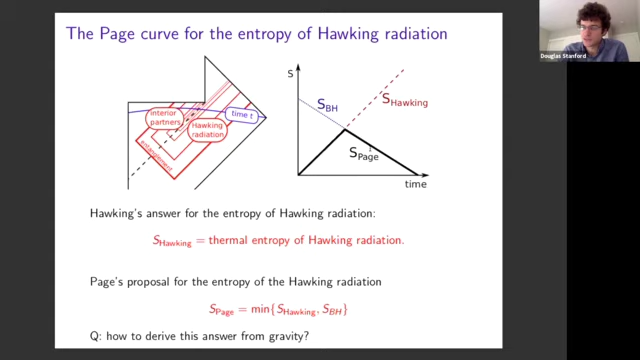 The Page curve for the entropy of Hawking radiation
Douglas Stanford
interior
partners
Hawking
radiation
time t
entanglement
S
S_BH
S_Hawking
S_Page
time
Hawking's answer for the entropy of Hawking radiation:
S_Hawking = thermal entropy of Hawking radiation.
Page's proposal for the entropy of the Hawking radiation
S_Page = min{S_Hawking, S_BH}
Q: how to derive this answer from gravity?